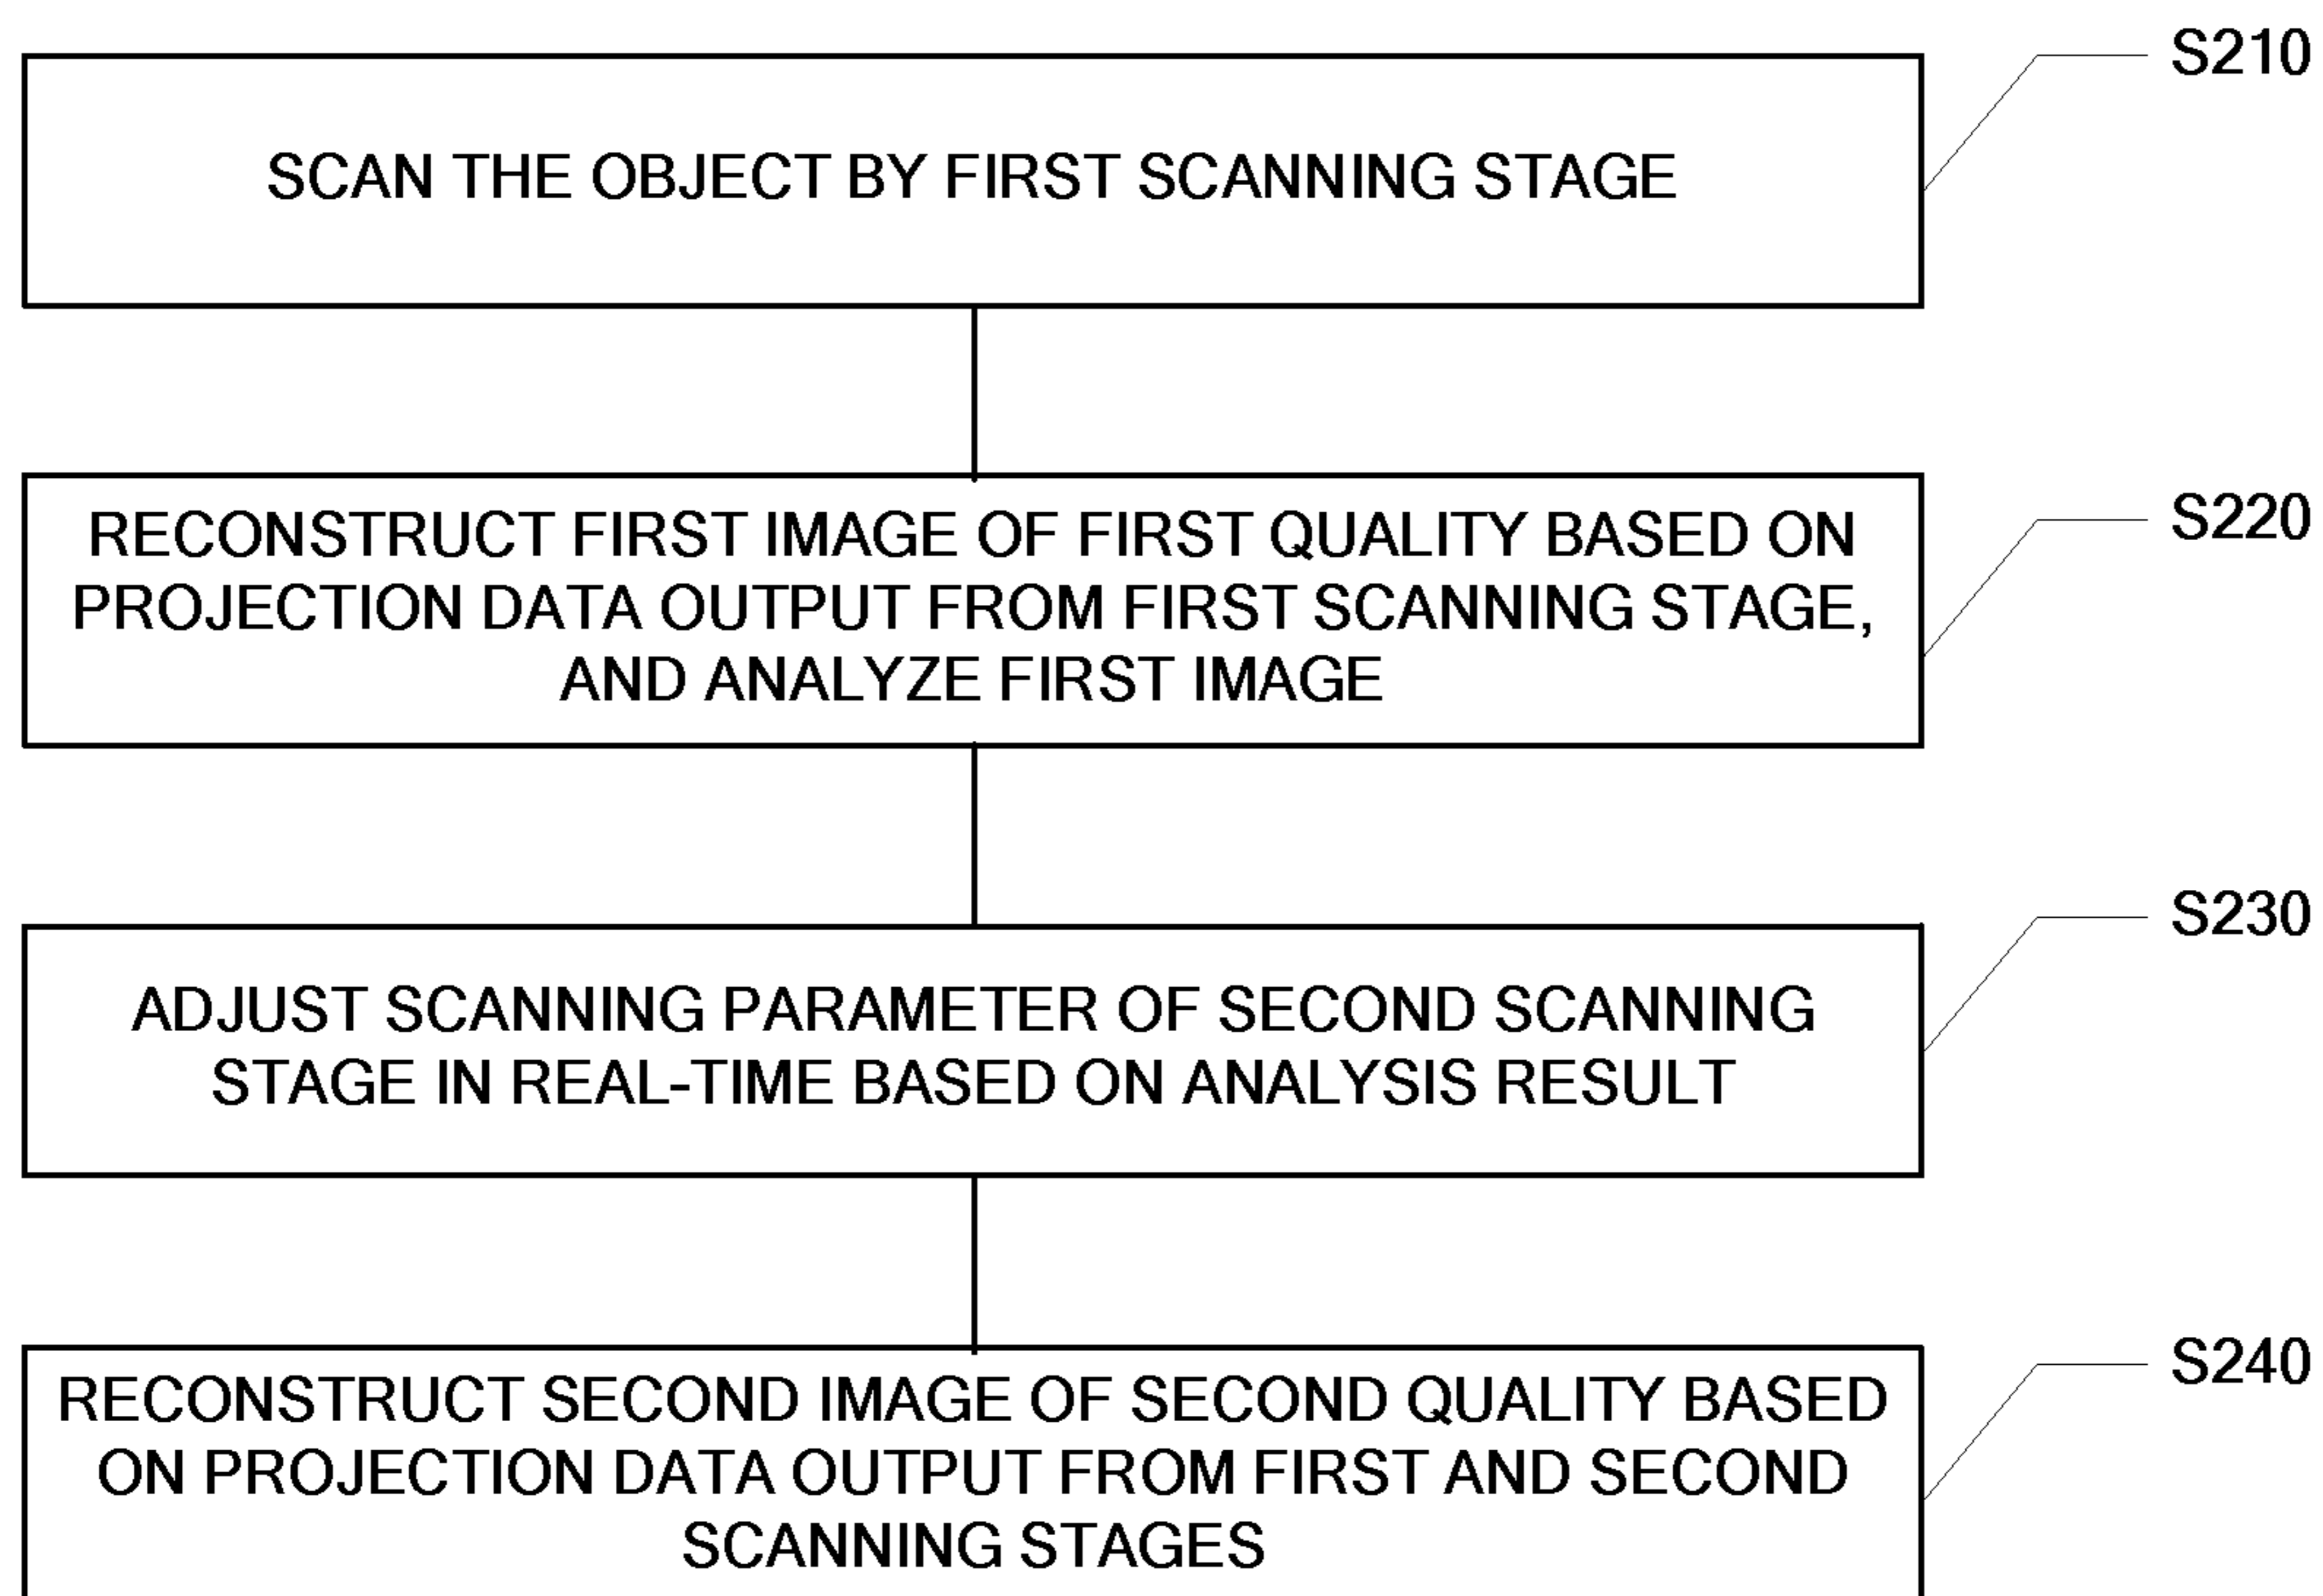 S210
SCAN THE OBJECT BY FIRST SCANNING STAGE
S220
RECONSTRUCT FIRST IMAGE OF FIRST QUALITY BASED ON
PROJECTION DATA OUTPUT FROM FIRST SCANNING STAGE,
AND ANALYZE FIRST IMAGE
S230
ADJUST SCANNING PARAMETER OF SECOND SCANNING
STAGE IN REAL-TIME BASED ON ANALYSIS RESULT
S240
RECONSTRUCT SECOND IMAGE OF SECOND QUALITY BASED
ON PROJECTION DATA OUTPUT FROM FIRST AND SECOND
SCANNING STAGES